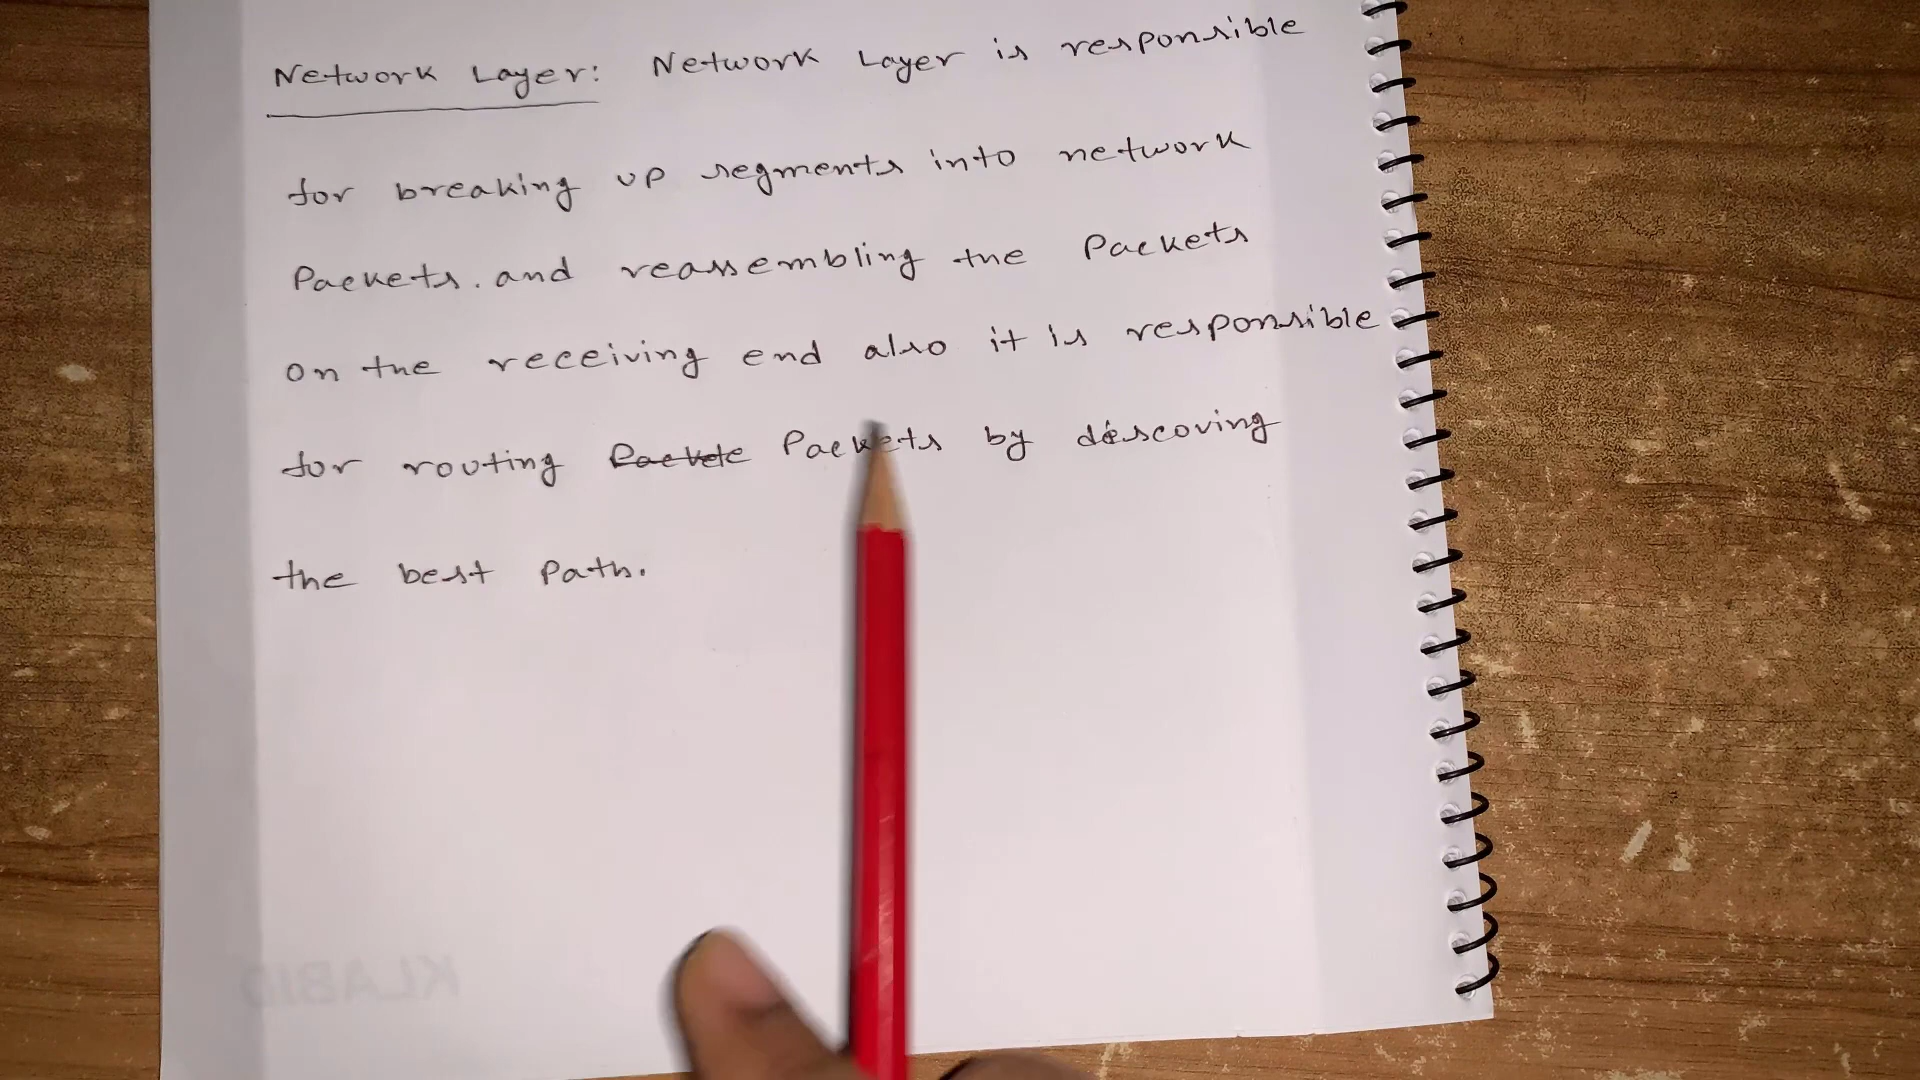 Network Layer: Network Layer is responsible
for breaking up segments into network
Packets. and reassembling the Packets
on the receiving end also it is responsible
for routing Packets by discoving
the best Path.